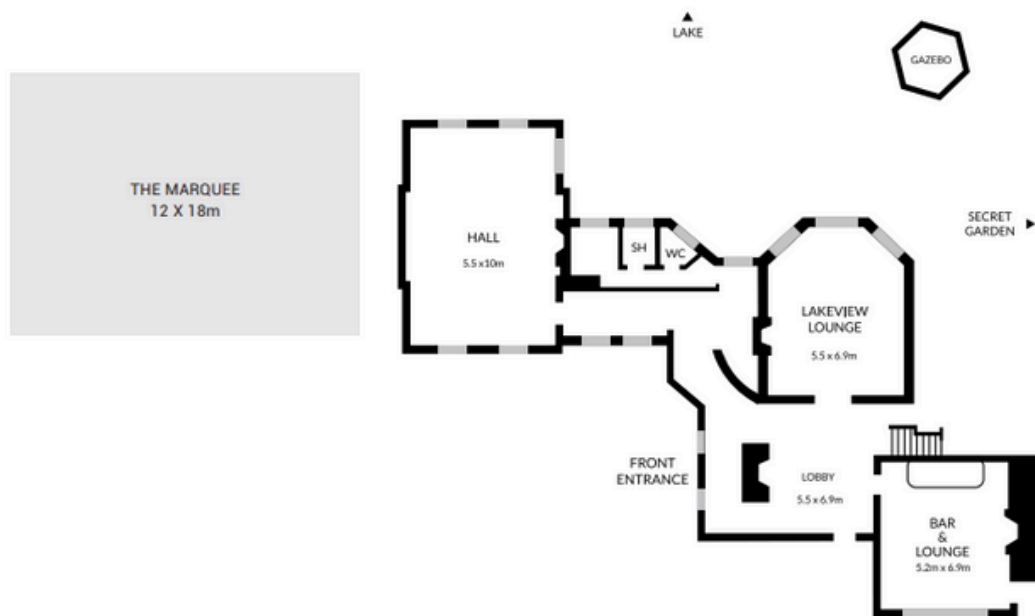 LAKE
GAZEBO
THE MARQUEE
12 X 18m
SECRET
GARDEN
HALL
5.5 x10m
SH
WC
LAKEVIEW
LOUNGE
5.5 x 6.9m
FRONT
ENTRANCE
LOBBY
5.5 x 6.9m
BAR
&
LOUNGE
5.2m x 6.9m